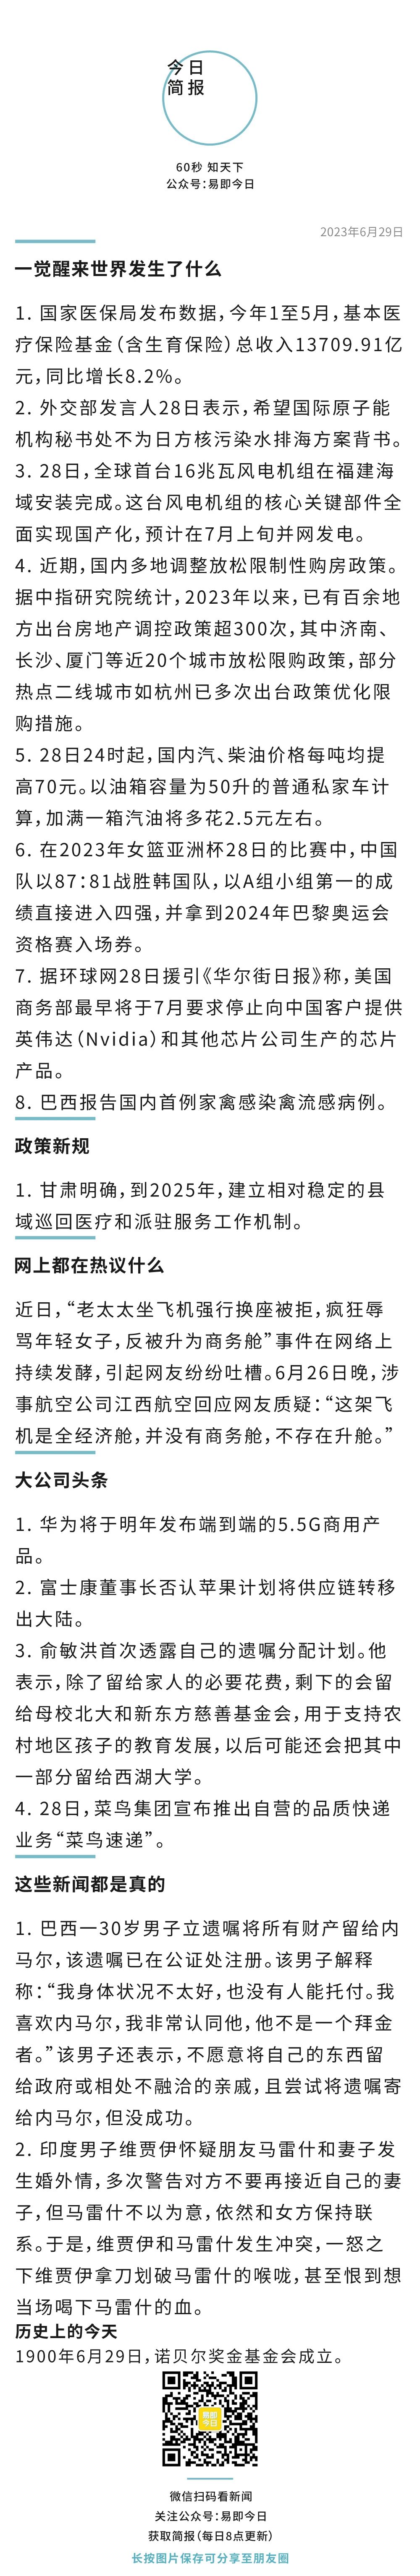 今日
简报
60秒 知天下
公众号:易即今日
2023年6月29日
一觉醒来世界发生了什么
1. 国家医保局发布数据,今年1至5月,基本医
疗保险基金(含生育保险)总收入13709.91亿
元,同比增长8.2%。
2. 外交部发言人28日表示,希望国际原子能
机构秘书处不为日方核污染水排海方案背书。
3. 28日,全球首台16兆瓦风电机组在福建海
域安装完成。这台风电机组的核心关键部件全
面实现国产化,预计在7月上旬并网发电。
4. 近期,国内多地调整放松限制性购房政策。
据中指研究院统计,2023年以来,已有百余地
方出台房地产调控政策超300次,其中济南、
长沙、厦门等近20个城市放松限购政策,部分
热点二线城市如杭州已多次出台政策优化限
购措施。
5. 28日24时起,国内汽、柴油价格每吨均提
高70元。以油箱容量为50升的普通私家车计
算,加满一箱汽油将多花2.5元左右。
6. 在2023年女篮亚洲杯28日的比赛中,中国
队以87:81战胜韩国队,以A组小组第一的成
绩直接进入四强,并拿到2024年巴黎奥运会
资格赛入场券。
7. 据环球网28日援引《华尔街日报》称,美国
商务部最早将于7月要求停止向中国客户提供
英伟达(Nvidia)和其他芯片公司生产的芯片
产品。
8. 巴西报告国内首例家禽感染禽流感病例。
政策新规
1. 甘肃明确,到2025年,建立相对稳定的县
域巡回医疗和派驻服务工作机制。
网上都在热议什么
近日,“老太太坐飞机强行换座被拒,疯狂辱
骂年轻女子,反被升为商务舱”事件在网络上
持续发酵,引起网友纷纷吐槽。6月26日晚,涉
事航空公司江西航空回应网友质疑:“这架飞
机是全经济舱,并没有商务舱,不存在升舱。”
大公司头条
1. 华为将于明年发布端到端的5.5G商用产
品。
2. 富士康董事长否认苹果计划将供应链转移
出大陆。
3. 俞敏洪首次透露自己的遗嘱分配计划。他
表示,除了留给家人的必要花费,剩下的会留
给母校北大和新东方慈善基金会,用于支持农
村地区孩子的教育发展,以后可能还会把其中
一部分留给西湖大学。
4. 28日,菜鸟集团宣布推出自营的品质快递
业务“菜鸟速递”。
这些新闻都是真的
1. 巴西一30岁男子立遗嘱将所有财产留给内
马尔,该遗嘱已在公证处注册。该男子解释
称:“我身体状况不太好,也没有人能托付。我
喜欢内马尔,我非常认同他,他不是一个拜金
者。”该男子还表示,不愿意将自己的东西留
给政府或相处不融洽的亲戚,且尝试将遗嘱寄
给内马尔,但没成功。
2. 印度男子维贾伊怀疑朋友马雷什和妻子发
生婚外情,多次警告对方不要再接近自己的妻
子,但马雷什不以为意,依然和女方保持联
系。于是,维贾伊和马雷什发生冲突,一怒之
下维贾伊拿刀划破马雷什的喉咙,甚至恨到想
当场喝下马雷什的血。
历史上的今天
1900年6月29日,诺贝尔奖金基金会成立。
易即
今日
微信扫码看新闻
关注公众号:易即今日
获取简报(每日8点更新)
长按图片保存可分享至朋友圈